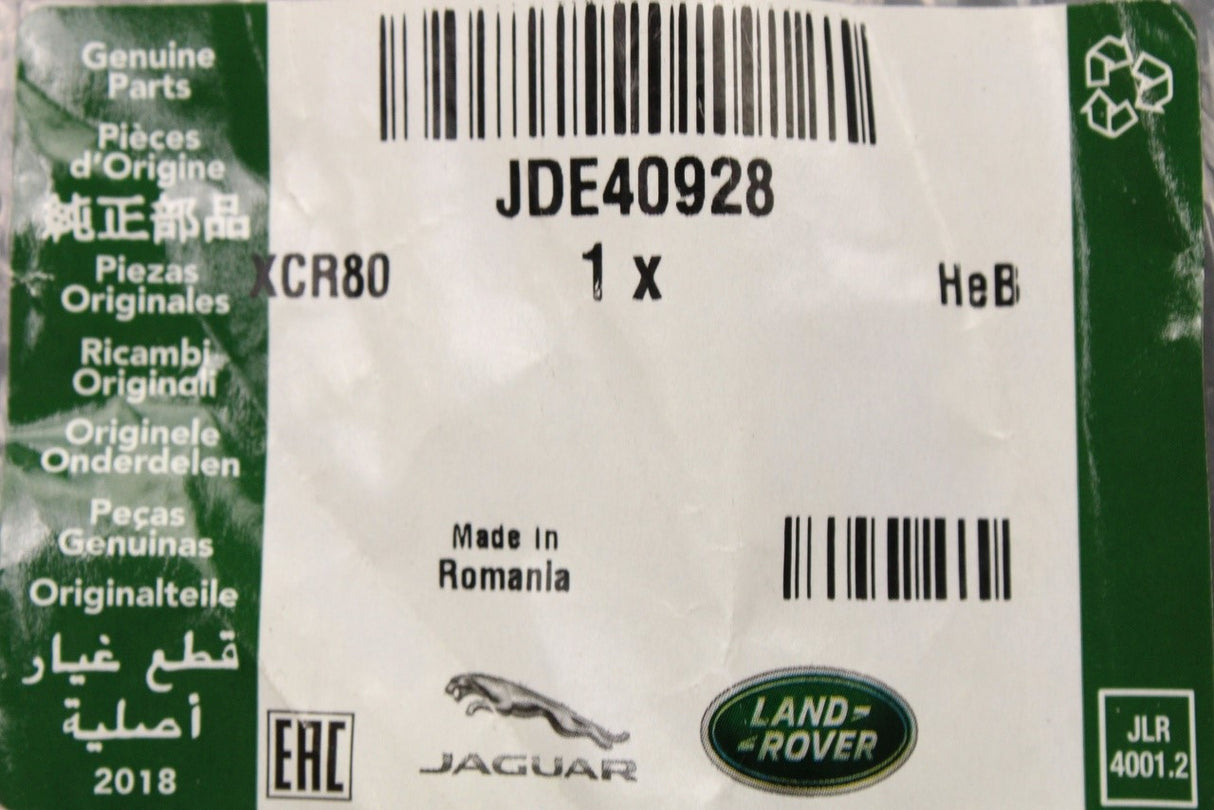 Genuine
Parts
Pièces
d'Origine
純正部品
Piezas
Originales
Ricambi
Originali
Originele
Onderdelen
Peças
Genuinas
Originalteile
قطع غيار
أصلية
2018
JDE40928
XCR80
1 x
HeB
Made in
Romania
EAC
JAGUAR
LAND-
-ROVER
JLR
4001.2